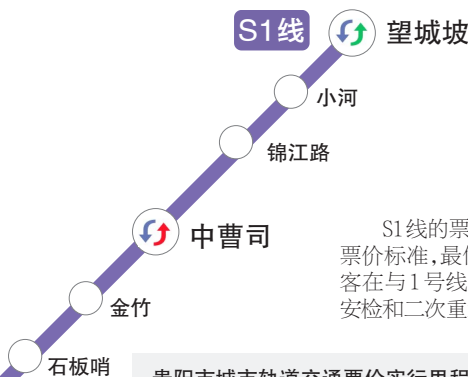 S1线
望城坡
小河
锦江路
中曹司
金竹
石板哨
S1线的票
票价标准,最
客在与1号线
安检和二次重
贵阳市城市轨道交通票价实行里程